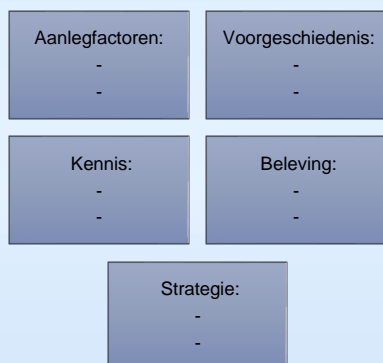 Aanlegfactoren:
-
-
Voorgeschiedenis:
-
-
Kennis:
-
-
Beleving:
-
-
Strategie:
-
-